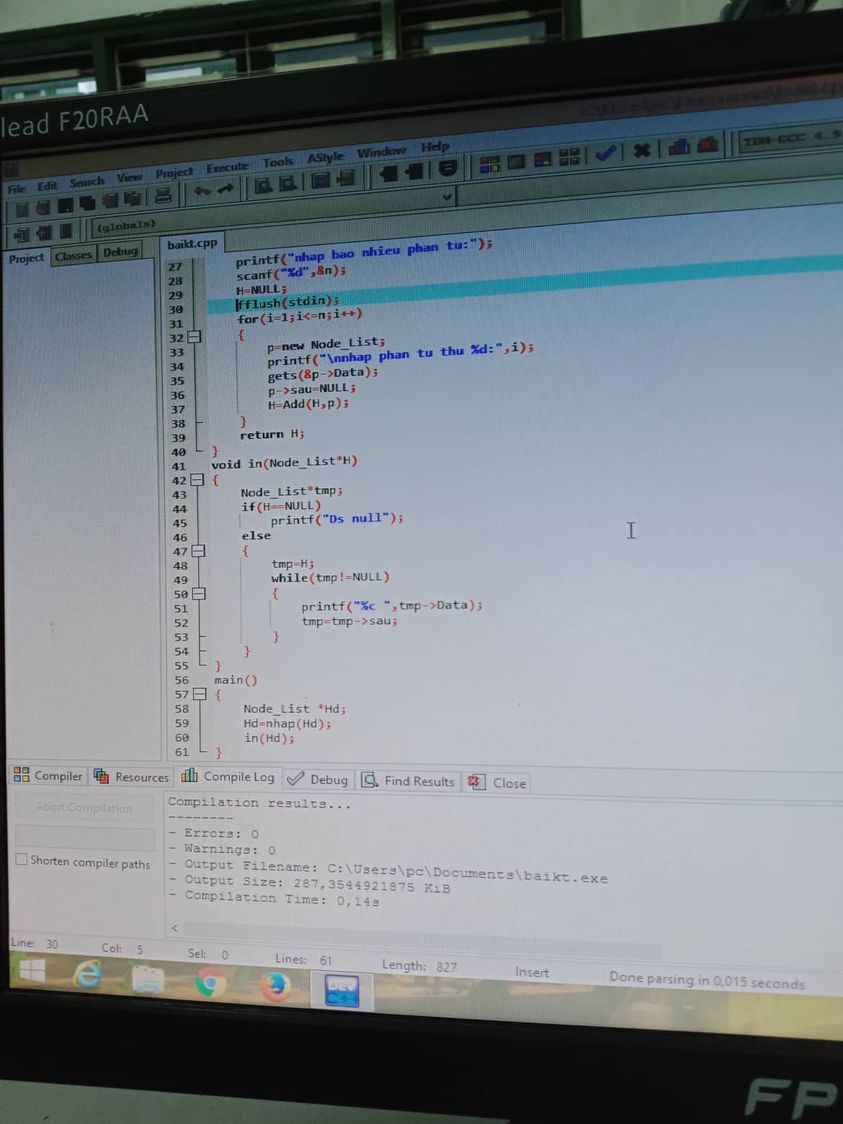 lead F20RAA
File Edit Search View Project Execute Tools AStyle Window Help
TDM-GCC 4.9
(globals)
Project Classes Debug
baikt.cpp
27 printf("nhap bao nhieu phan tu:");
28 scanf("%d",&n);
29 H=NULL;
30 fflush(stdin);
31 for(i=1;i<=n;i++)
32 {
33 p=new Node_List;
34 printf("\nnhap phan tu thu %d:",i);
35 gets(&p->Data);
36 p->sau=NULL;
37 H=Add(H,p);
38 }
39 return H;
40 }
41 void in(Node_List*H)
42 {
43 Node_List*tmp;
44 if(H==NULL)
45 printf("Ds null");
46 else
47 {
48 tmp=H;
49 while(tmp!=NULL)
50 {
51 printf("%c ",tmp->Data);
52 tmp=tmp->sau;
53 }
54 }
55 }
56 main()
57 {
58 Node_List *Hd;
59 Hd=nhap(Hd);
60 in(Hd);
61 }
Compiler Resources Compile Log Debug Find Results Close
Abort Compilation
Shorten compiler paths
Compilation results...
--------
- Errors: 0
- Warnings: 0
- Output Filename: C:\Users\pc\Documents\baikt.exe
- Output Size: 287,3544921875 KiB
- Compilation Time: 0,14s
Line: 30 Col: 5 Sel: 0 Lines: 61 Length: 827 Insert Done parsing in 0,015 seconds
DEV C++
FP